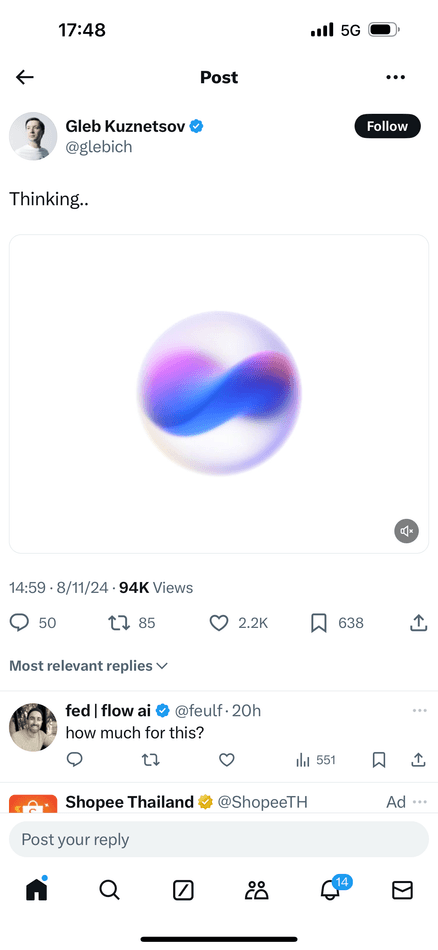 17:48
5G
Post
Gleb Kuznetsov
@glebich
Follow
Thinking..
14:59 · 8/11/24 · 94K Views
50 85 2.2K 638
Most relevant replies
fed | flow ai @feulf · 20h
how much for this?
551
Shopee Thailand @ShopeeTH Ad
Post your reply
14